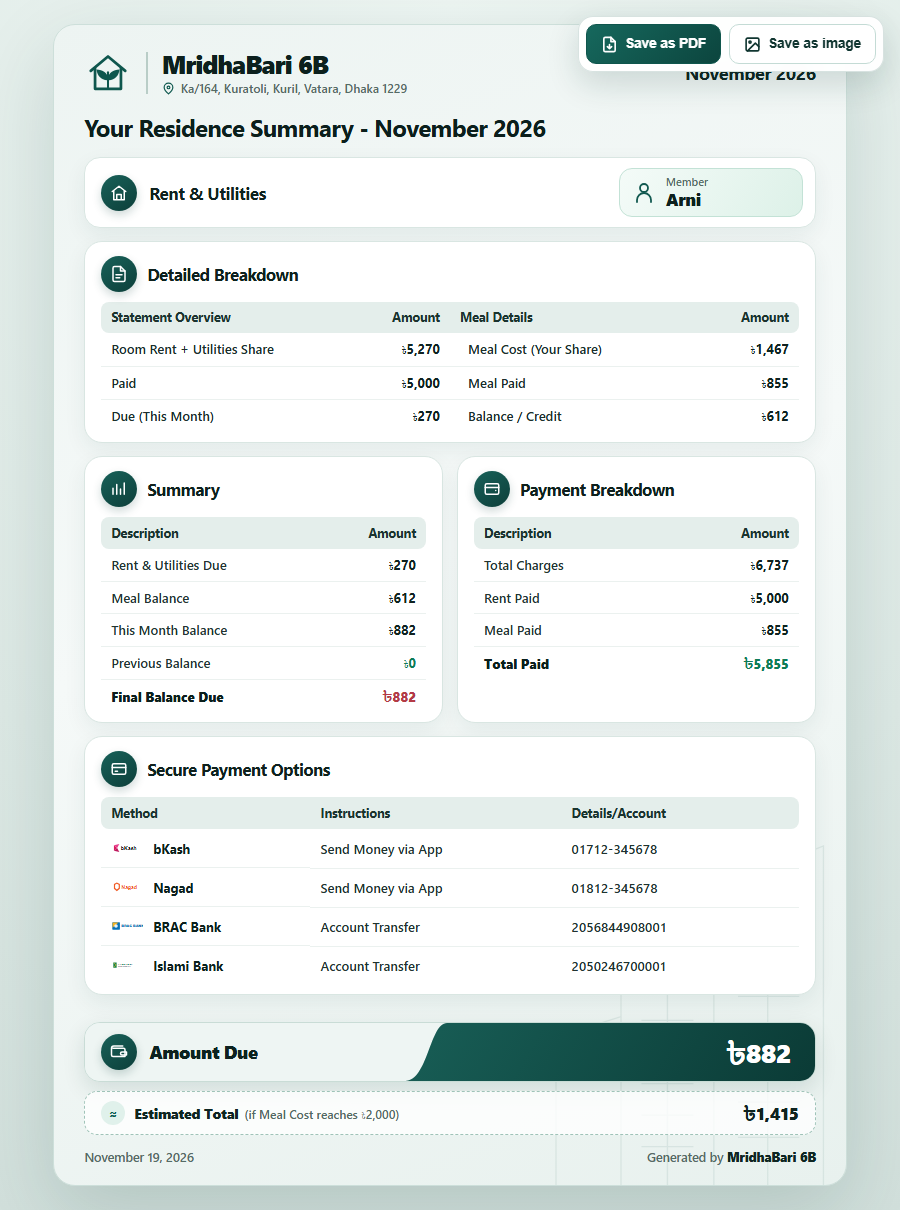 Save as PDF
Save as image
MridhaBari 6B
Ka/164, Kuratoli, Kuril, Vatara, Dhaka 1229
November 2026
Your Residence Summary - November 2026
Rent & Utilities
Member
Arni
Detailed Breakdown
Statement Overview Amount Meal Details Amount
Room Rent + Utilities Share ৳5,270 Meal Cost (Your Share) ৳1,467
Paid ৳5,000 Meal Paid ৳855
Due (This Month) ৳270 Balance / Credit ৳612
Summary
Description Amount
Rent & Utilities Due ৳270
Meal Balance ৳612
This Month Balance ৳882
Previous Balance ৳0
Final Balance Due ৳882
Payment Breakdown
Description Amount
Total Charges ৳6,737
Rent Paid ৳5,000
Meal Paid ৳855
Total Paid ৳5,855
Secure Payment Options
Method Instructions Details/Account
bKash bKash Send Money via App 01712-345678
Nagad Nagad Send Money via App 01812-345678
BRAC BANK BRAC Bank Account Transfer 2056844908001
Islami Bank Account Transfer 2050246700001
Amount Due ৳882
≈ Estimated Total (if Meal Cost reaches ৳2,000) ৳1,415
November 19, 2026 Generated by MridhaBari 6B